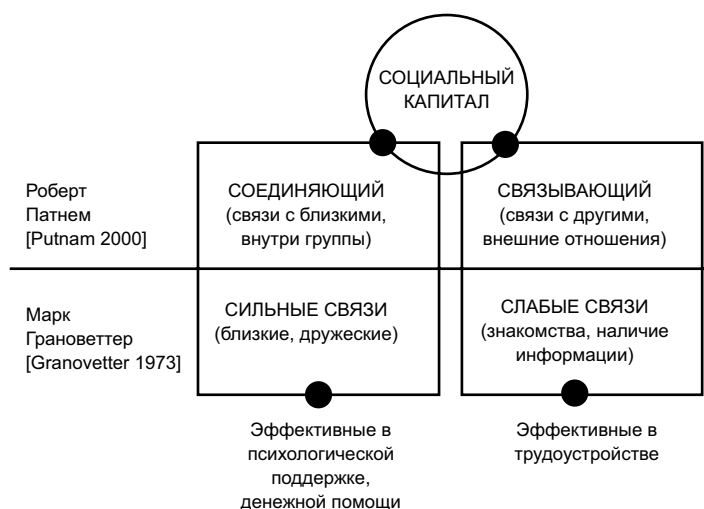 СОЦИАЛЬНЫЙ
КАПИТАЛ
Роберт
Патнем
[Putnam 2000]
СОЕДИНЯЮЩИЙ
(связи с близкими,
внутри группы)
СВЯЗЫВАЮЩИЙ
(связи с другими,
внешние отношения)
Марк
Грановеттер
[Granovetter 1973]
СИЛЬНЫЕ СВЯЗИ
(близкие, дружеские)
СЛАБЫЕ СВЯЗИ
(знакомства, наличие
информации)
Эффективные в
психологической
поддержке,
денежной помощи
Эффективные в
трудоустройстве